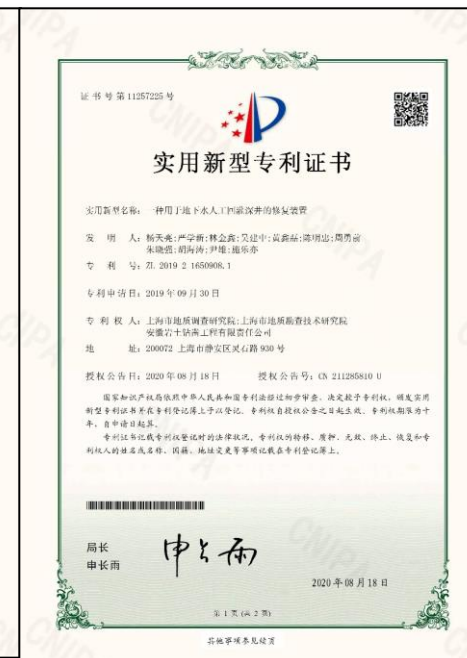 证书号第11257225号
实用新型专利证书
实用新型名称：一种用于地下水人工回灌深井的修复装置
发 明 人：杨天亮;严学新;林金鑫;吴建中;黄鑫磊;陈明忠;周勇前
朱晓强;胡海涛;尹雄;施乐亦
专 利 号：ZL 2019 2 1650908.1
专利申请日：2019年09月30日
专 利 权 人：上海市地质调查研究院;上海市地质勘查技术研究院
安徽岩土钻凿工程有限责任公司
地 址：200072 上海市静安区灵石路930号
授权公告日：2020年08月18日 授权公告号：CN 211285810 U
国家知识产权局依照中华人民共和国专利法经过初步审查，决定授予专利权，颁发实用
新型专利证书并在专利登记簿上予以登记。专利权自授权公告之日起生效。专利权期限为十
年，自申请日起算。
专利证书记载专利权登记时的法律状况。专利权的转移、质押、无效、终止、恢复和专
利权人的姓名或名称、国籍、地址变更等事项记载在专利登记簿上。
局长
申长雨
申长雨
2020年08月18日
第 1 页 (共 2 页)
其他事项参见续页
CNIPA